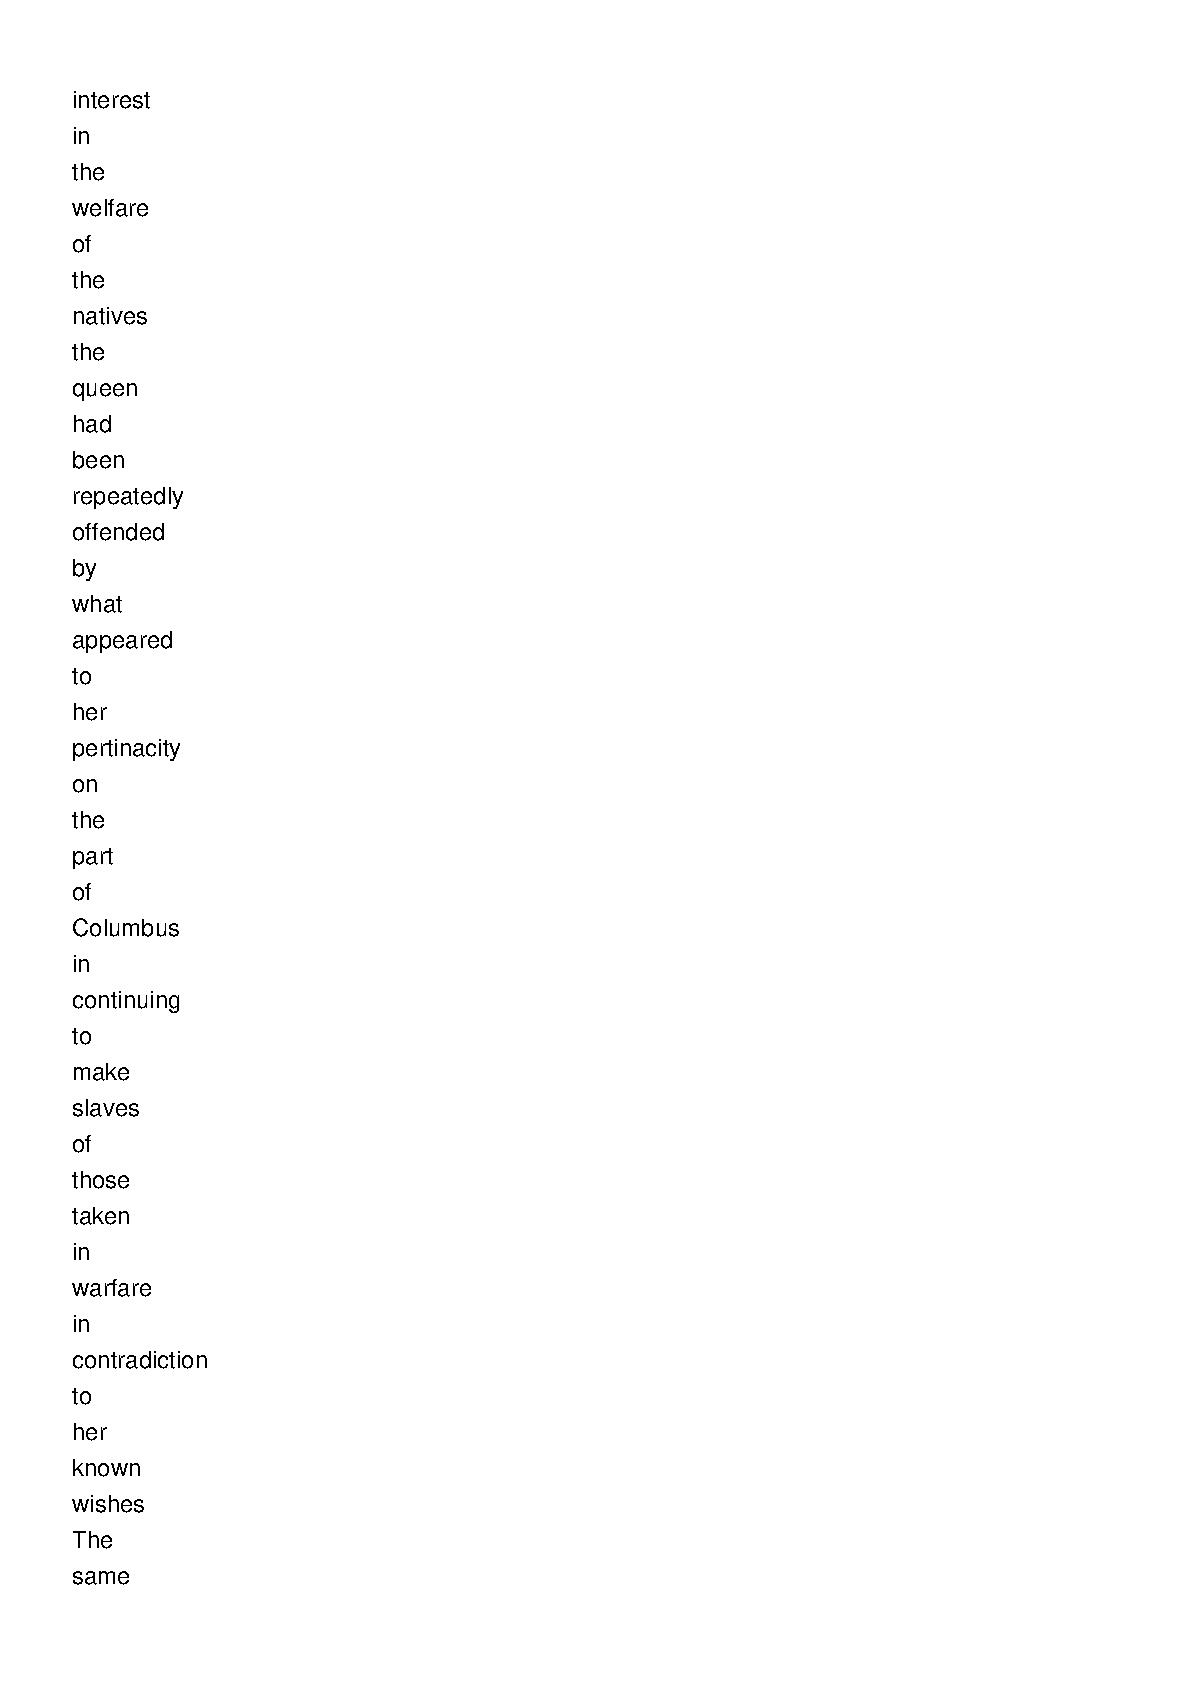 interest
in
the
welfare
of
the
natives
the
queen
had
been
repeatedly
offended
by
what
appeared
to
her
pertinacity
on
the
part
of
Columbus
in
continuing
to
make
slaves
of
those
taken
in
warfare
in
contradiction
to
her
known
wishes
The
same